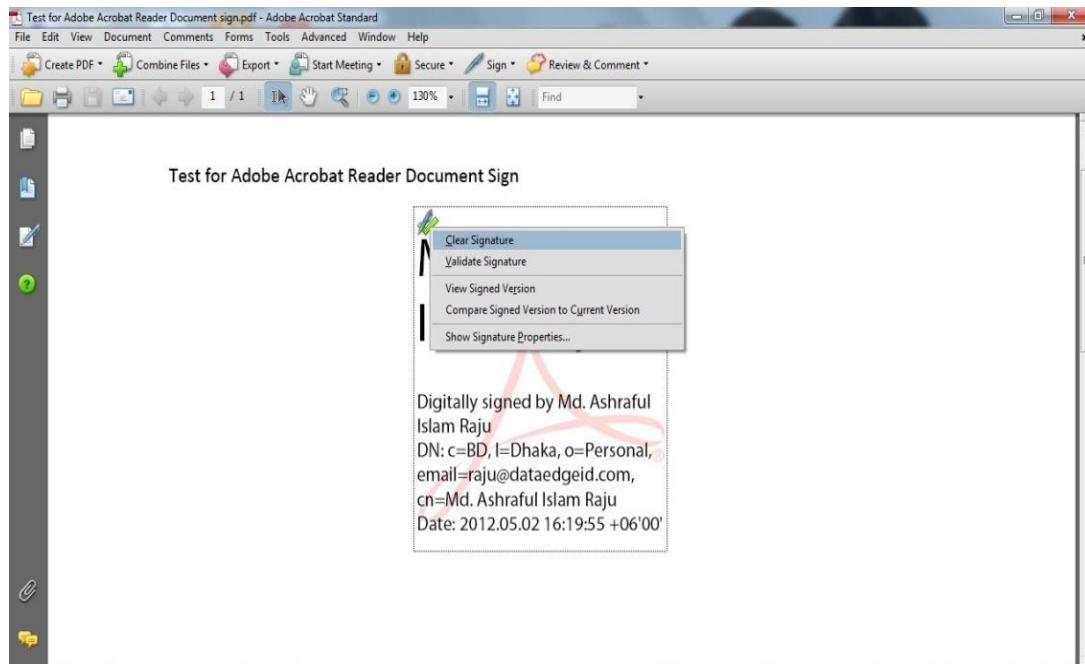 Test for Adobe Acrobat Reader Document sign.pdf - Adobe Acrobat Standard
File Edit View Document Comments Forms Tools Advanced Window Help
Create PDF Combine Files Export Start Meeting Secure Sign Review & Comment
1 / 1 130% Find
Test for Adobe Acrobat Reader Document Sign
Clear Signature
Validate Signature
View Signed Version
Compare Signed Version to Current Version
Show Signature Properties...
Digitally signed by Md. Ashraful
Islam Raju
DN: c=BD, l=Dhaka, o=Personal,
email=raju@dataedgeid.com,
cn=Md. Ashraful Islam Raju
Date: 2012.05.02 16:19:55 +06'00'